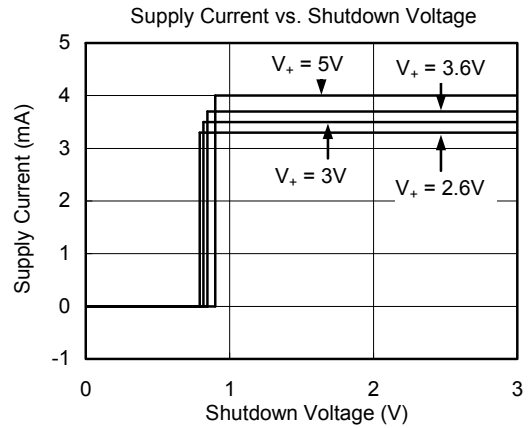 Supply Current vs. Shutdown Voltage
5
4
3
2
1
0
-1
Supply Current (mA)
V+ = 5V
V+ = 3.6V
V+ = 3V
V+ = 2.6V
0
1
2
3
Shutdown Voltage (V)